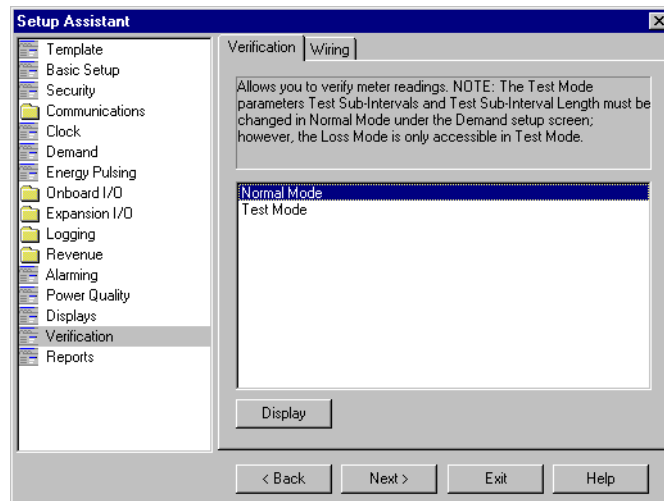 Setup Assistant
Template
Basic Setup
Security
Communications
Clock
Demand
Energy Pulsing
Onboard I/O
Expansion I/O
Logging
Revenue
Alarming
Power Quality
Displays
Verification
Reports
Verification
Wiring
Allows you to verify meter readings. NOTE: The Test Mode
parameters Test Sub-Intervals and Test Sub-Interval Length must be
changed in Normal Mode under the Demand setup screen;
however, the Loss Mode is only accessible in Test Mode.
Normal Mode
Test Mode
Display
< Back
Next >
Exit
Help